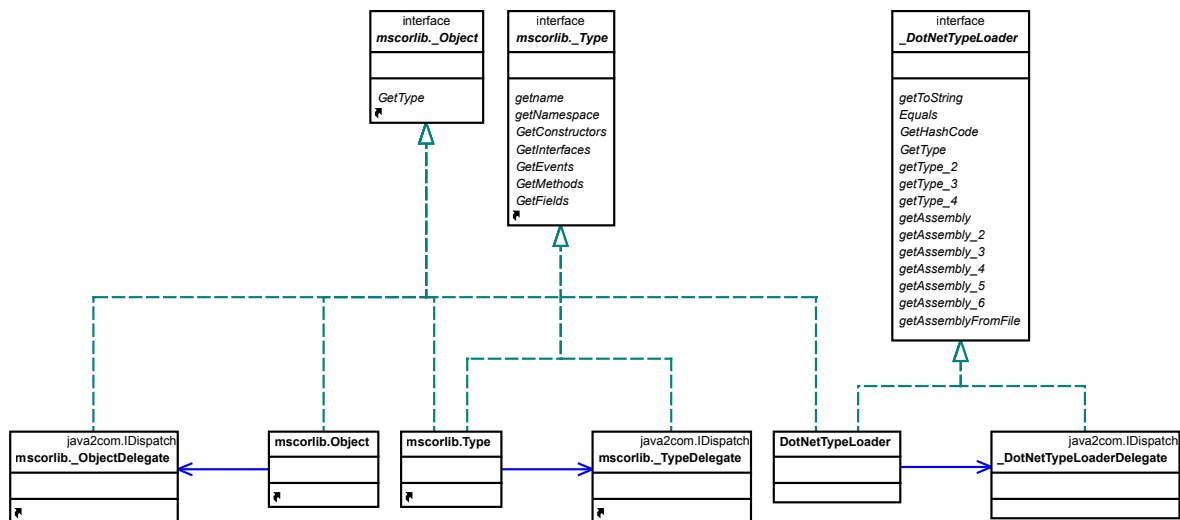 interface
mscorlib._Object
GetType
interface
mscorlib._Type
getname
getNamespace
GetConstructors
GetInterfaces
GetEvents
GetMethods
GetFields
interface
_DotNetTypeLoader
getToString
Equals
GetHashCode
GetType
getType_2
getType_3
getType_4
getAssembly
getAssembly_2
getAssembly_3
getAssembly_4
getAssembly_5
getAssembly_6
getAssemblyFromFile
java2com.IDispatch
mscorlib._ObjectDelegate
mscorlib.Object
mscorlib.Type
java2com.IDispatch
mscorlib._TypeDelegate
DotNetTypeLoader
java2com.IDispatch
_DotNetTypeLoaderDelegate